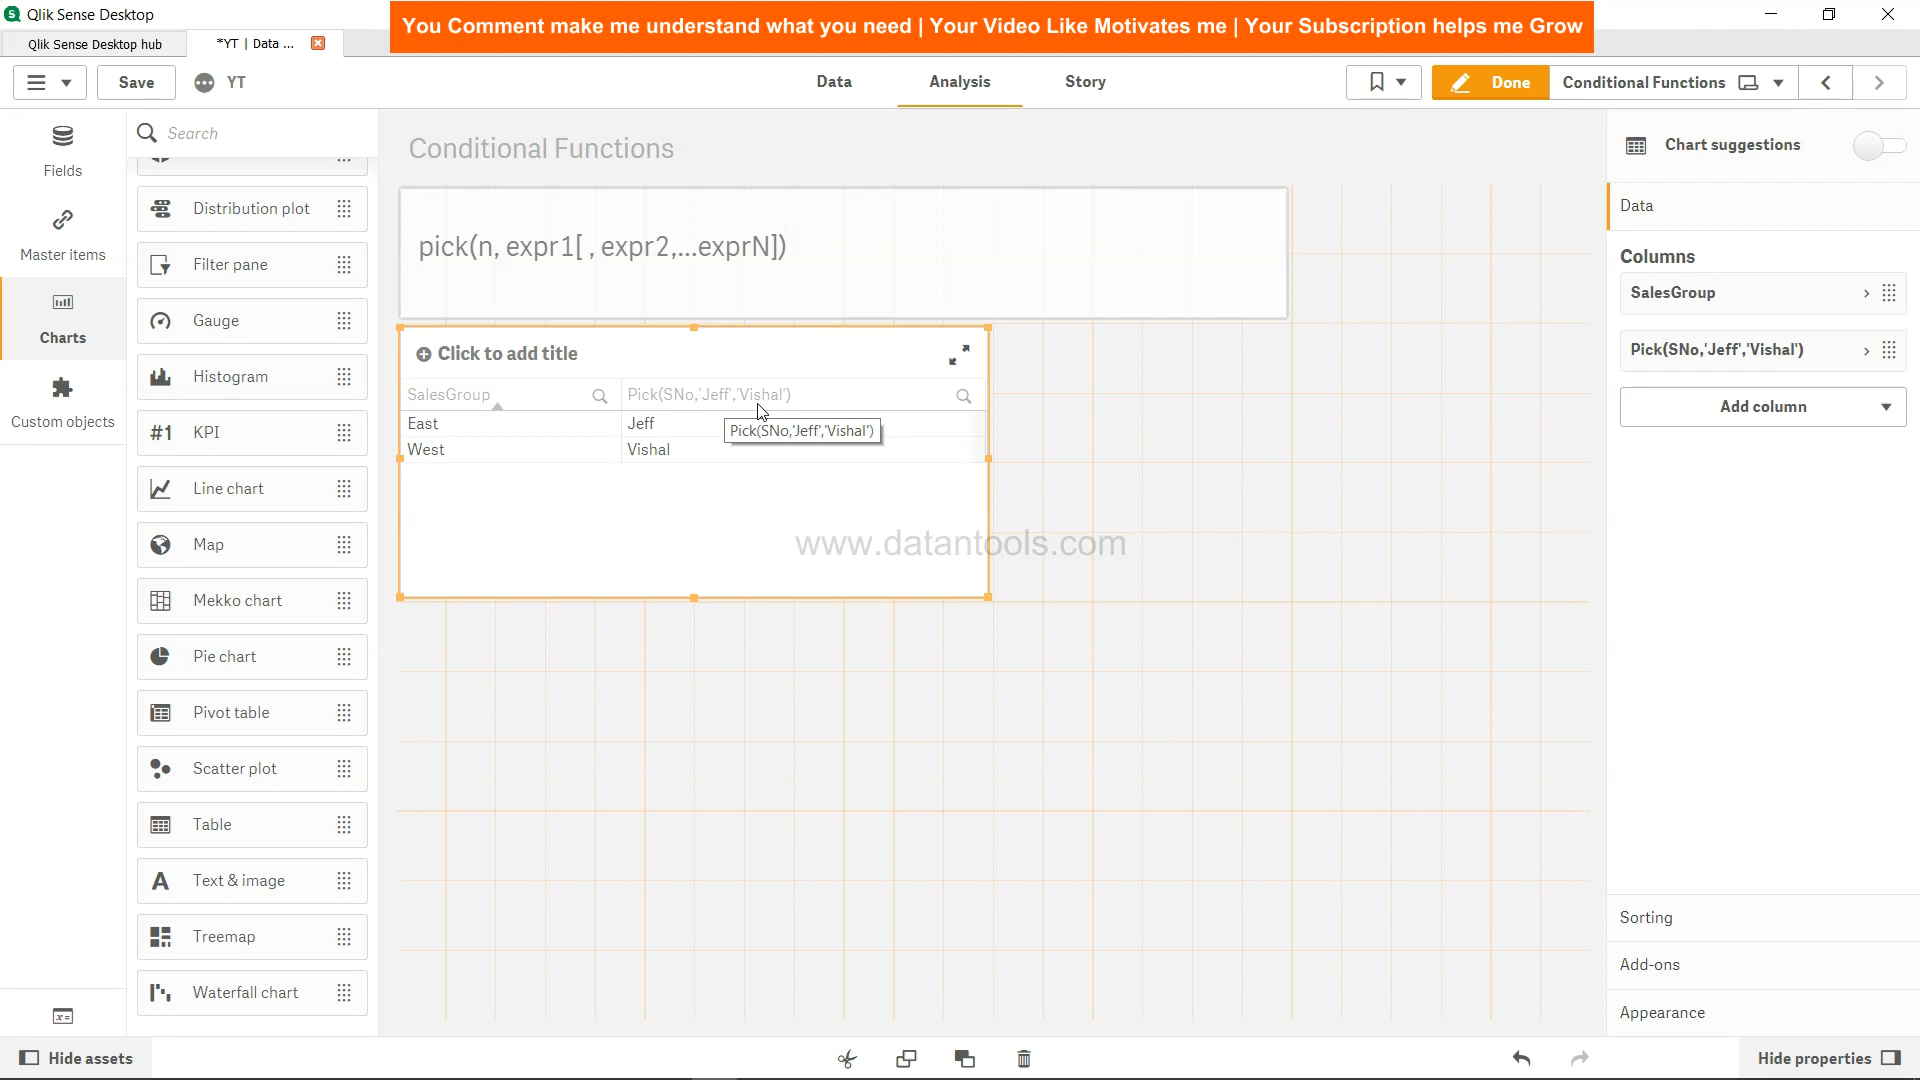 Qlik Sense Desktop
You Comment make me understand what you need | Your Video Like Motivates me | Your Subscription helps me Grow
Qlik Sense Desktop hub
*YT | Data ...
Save
YT
Data
Analysis
Story
Done
Conditional Functions
Fields
Master items
Charts
Custom objects
Search
Distribution plot
Filter pane
Gauge
Histogram
#1 KPI
Line chart
Map
Mekko chart
Pie chart
Pivot table
Scatter plot
Table
A Text & image
Treemap
Waterfall chart
Conditional Functions
pick(n, expr1[ , expr2,...exprN])
Click to add title
SalesGroup
Pick(SNo,'Jeff','Vishal')
East
Jeff
Pick(SNo,'Jeff','Vishal')
West
Vishal
www.datantools.com
Chart suggestions
Data
Columns
SalesGroup
Pick(SNo,'Jeff','Vishal')
Add column
Sorting
Add-ons
Appearance
Hide assets
Hide properties